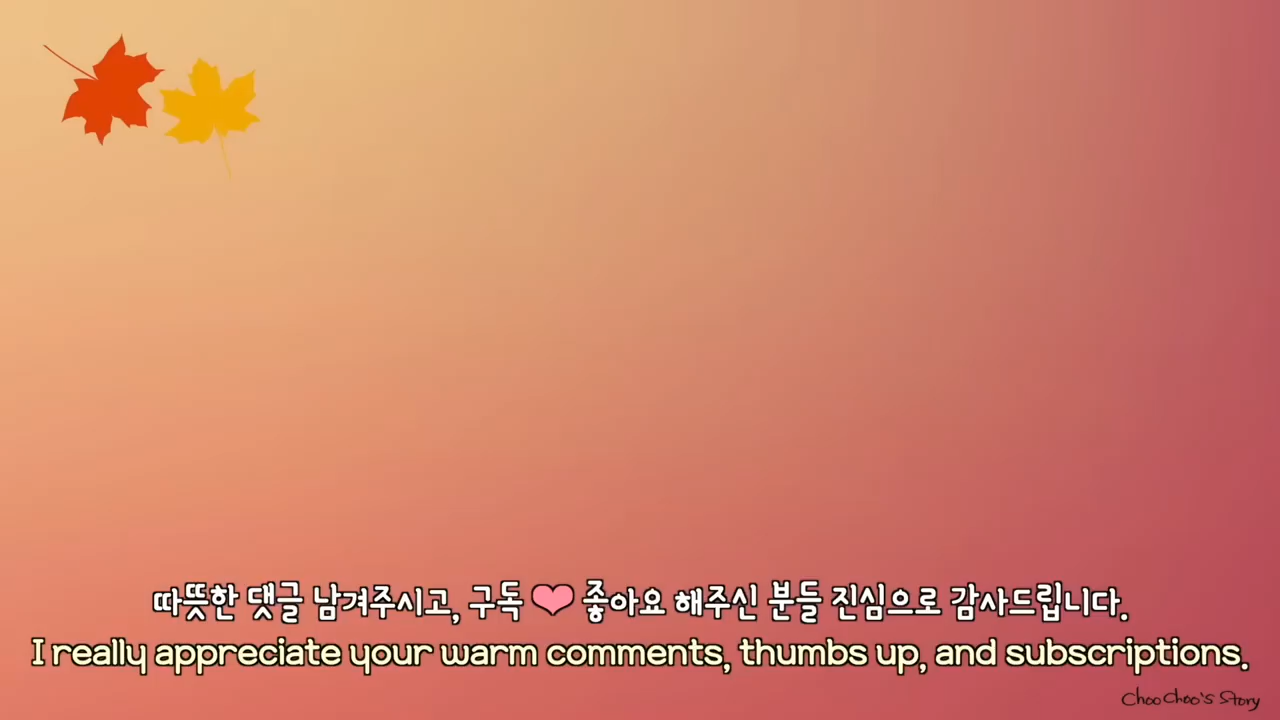 따뜻한 댓글 남겨주시고, 구독 ❤ 좋아요 해주신 분들 진심으로 감사드립니다.
I really appreciate your warm comments, thumbs up, and subscriptions.
ChooChoo's Story